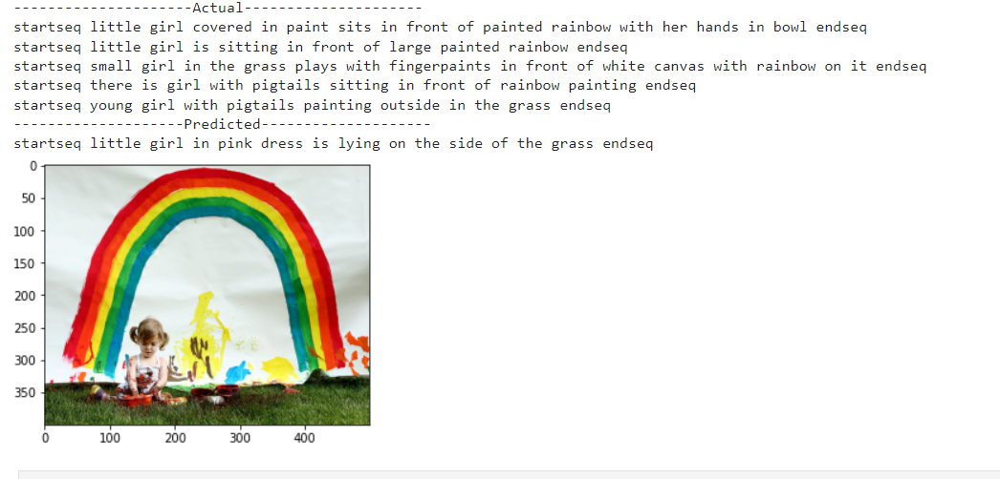 ---------------------Actual---------------------
startseq little girl covered in paint sits in front of painted rainbow with her hands in bowl endseq
startseq little girl is sitting in front of large painted rainbow endseq
startseq small girl in the grass plays with fingerpaints in front of white canvas with rainbow on it endseq
startseq there is girl with pigtails sitting in front of rainbow painting endseq
startseq young girl with pigtails painting outside in the grass endseq
--------------------Predicted--------------------
startseq little girl in pink dress is lying on the side of the grass endseq
0
50
100
150
200
250
300
350
0 100 200 300 400